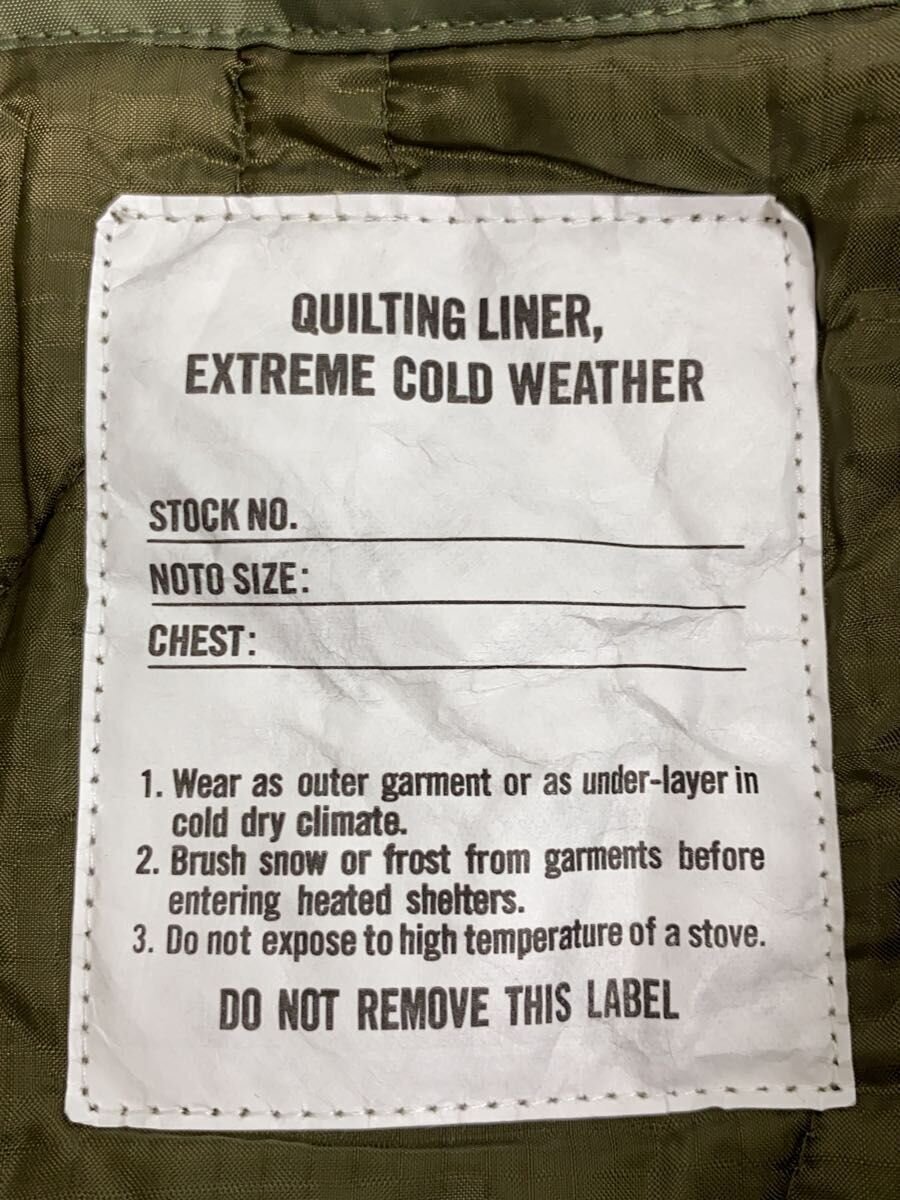 QUILTING LINER,
EXTREME COLD WEATHER
STOCK NO.
NOTO SIZE:
CHEST:
1. Wear as outer garment or as under-layer in
cold dry climate.
2. Brush snow or frost from garments before
entering heated shelters.
3. Do not expose to high temperature of a stove.
DO NOT REMOVE THIS LABEL